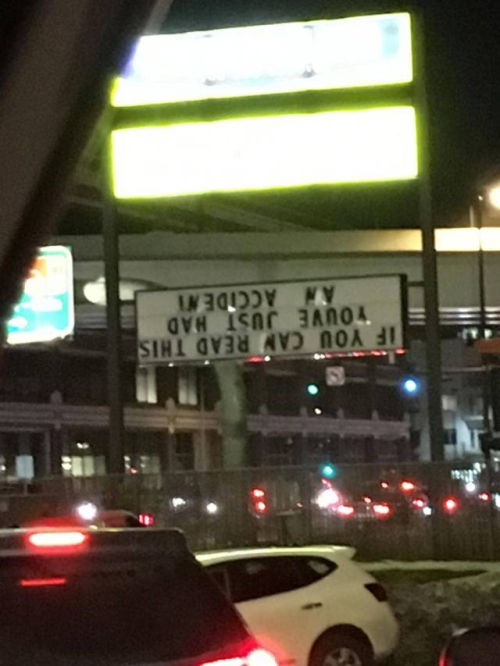 IF YOU CAN READ THIS
YOUVE JUST HAD
AN ACCIDENT